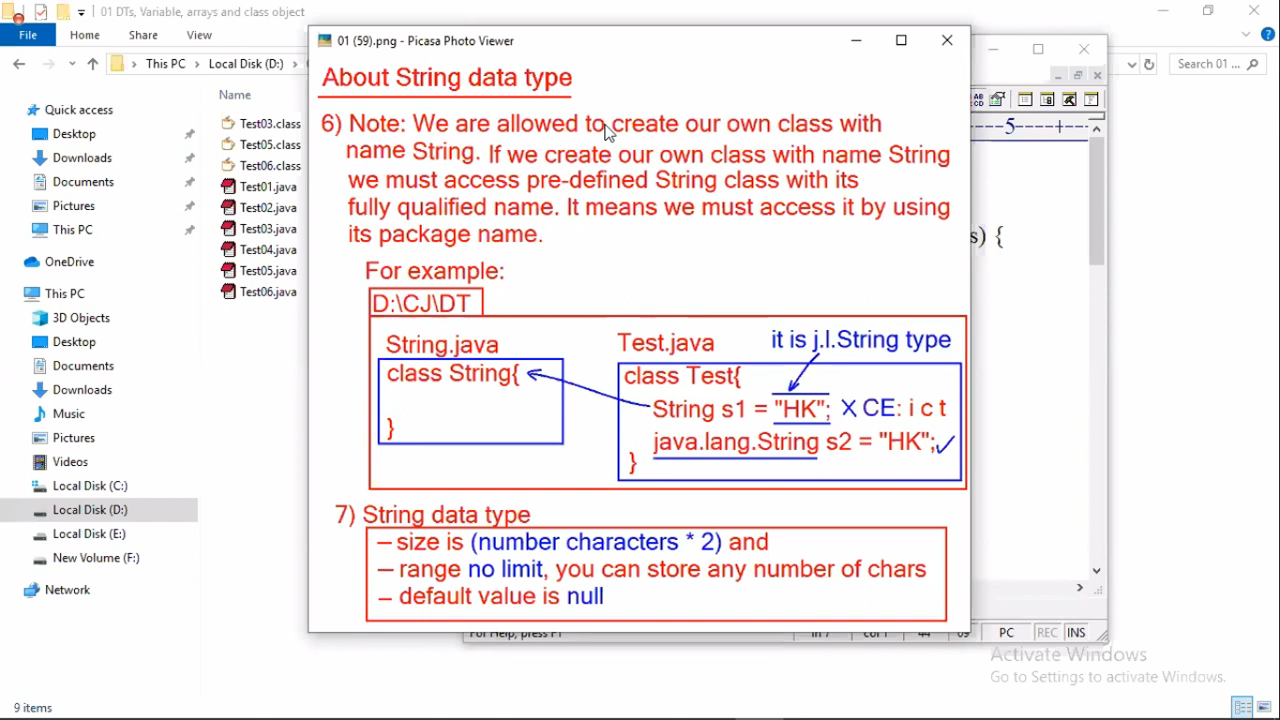 01 DTs, Variable, arrays and class object
File Home Share View
This PC Local Disk (D:)
Search 01 ...
Quick access
Desktop
Downloads
Documents
Pictures
This PC
OneDrive
This PC
3D Objects
Desktop
Documents
Downloads
Music
Pictures
Videos
Local Disk (C:)
Local Disk (D:)
Local Disk (E:)
New Volume (F:)
Network
9 items
Name
Test03.class
Test05.class
Test06.class
Test01.java
Test02.java
Test03.java
Test04.java
Test05.java
Test06.java
01 (59).png - Picasa Photo Viewer
About String data type
6) Note: We are allowed to create our own class with
name String. If we create our own class with name String
we must access pre-defined String class with its
fully qualified name. It means we must access it by using
its package name.
For example:
D:\CJ\DT
String.java
class String{
}
Test.java it is j.l.String type
class Test{
String s1 = "HK"; X CE: i c t
java.lang.String s2 = "HK";
}
7) String data type
– size is (number characters * 2) and
– range no limit, you can store any number of chars
– default value is null
5
s) {
For Help, press F1
PC REC INS
Activate Windows
Go to Settings to activate Windows.